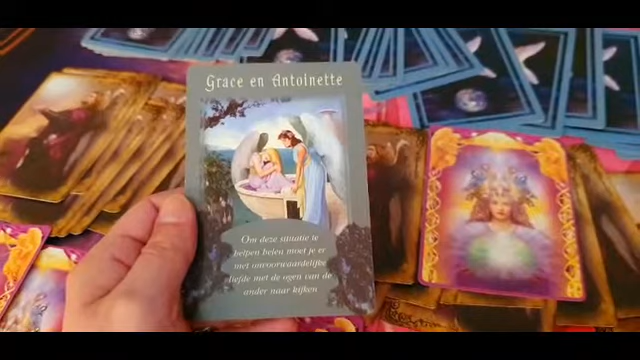 Grace en Antoinette
Om deze situatie te
helpen helen moet je er
met onvoorwaardelijke
liefde met de ogen van de
ander naar kijken